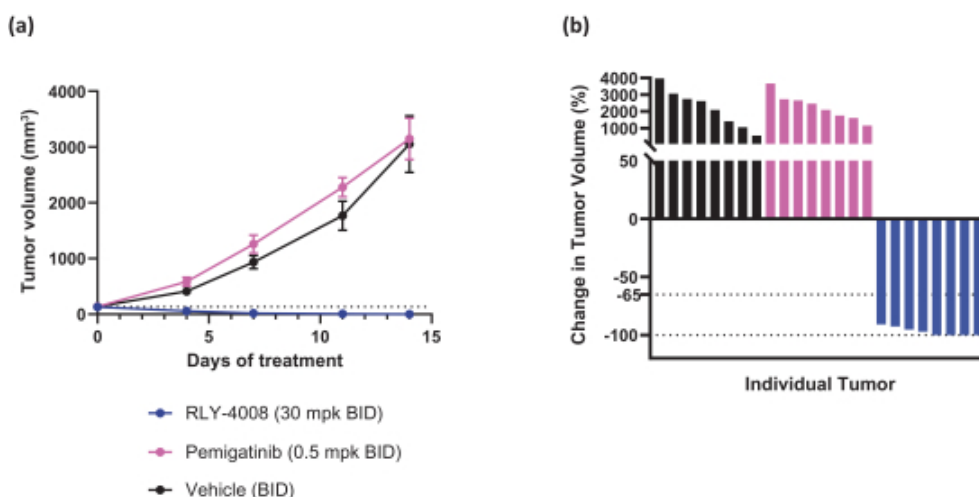 (a)
Tumor volume (mm³)
4000
3000
2000
1000
0
0 5 10 15
Days of treatment
RLY-4008 (30 mpk BID)
Pemigatinib (0.5 mpk BID)
Vehicle (BID)
(b)
Change in Tumor Volume (%)
4000
3000
2000
1000
50
0
-50
-65
-100
Individual Tumor